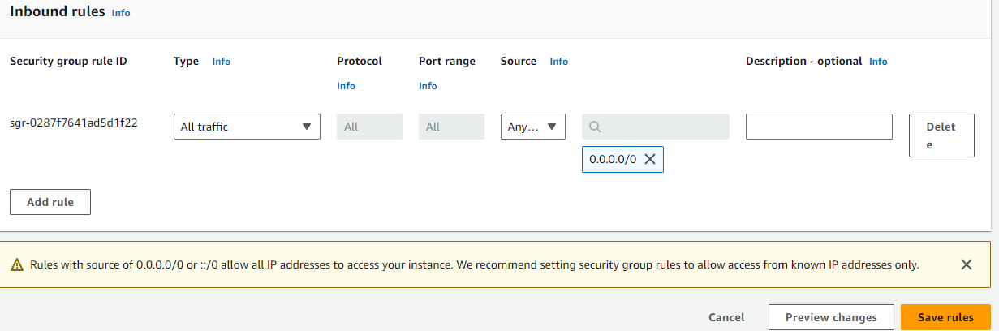 Inbound rules Info
Security group rule ID Type Info Protocol Port range Source Info Description - optional Info
Info Info
sgr-0287f7641ad5d1f22 All traffic All All Any... Delet
e
0.0.0.0/0
Add rule
Rules with source of 0.0.0.0/0 or ::/0 allow all IP addresses to access your instance. We recommend setting security group rules to allow access from known IP addresses only.
Cancel Preview changes Save rules